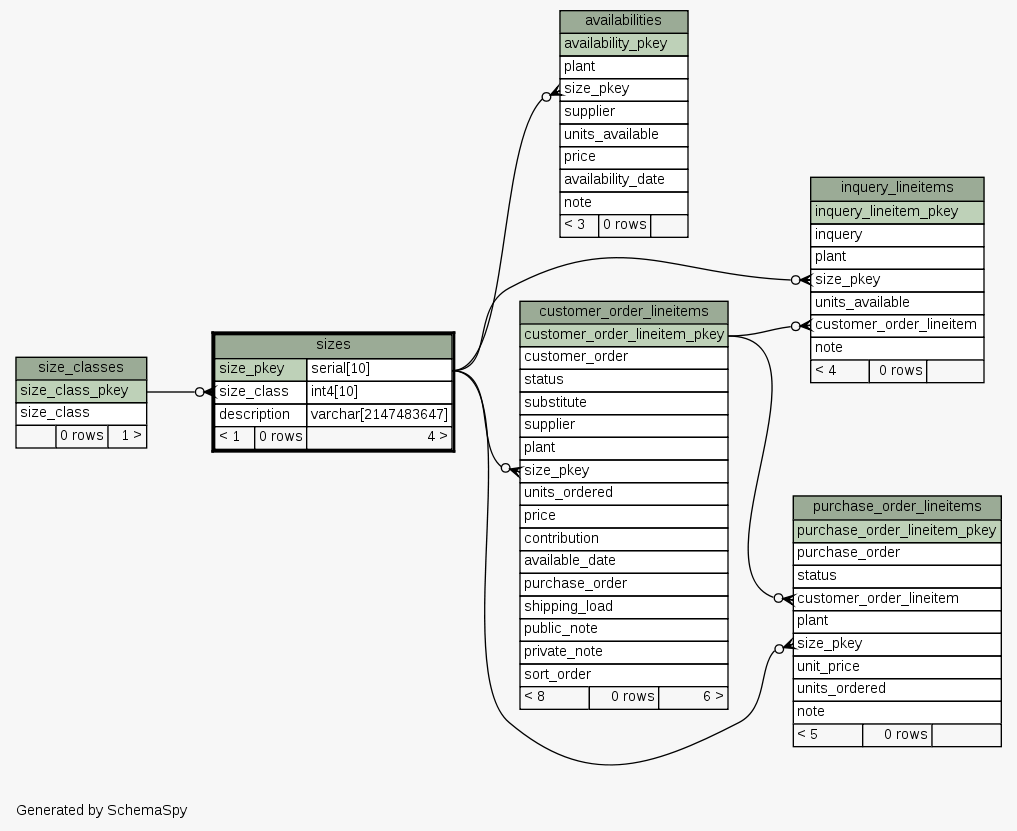 availabilities
availability_pkey
plant
size_pkey
supplier
units_available
price
availability_date
note
< 3 0 rows
inquery_lineitems
inquery_lineitem_pkey
inquery
plant
size_pkey
units_available
customer_order_lineitem
note
< 4 0 rows
customer_order_lineitems
customer_order_lineitem_pkey
customer_order
status
substitute
supplier
plant
size_pkey
units_ordered
price
contribution
available_date
purchase_order
shipping_load
public_note
private_note
sort_order
< 8 0 rows 6 >
sizes
size_pkey serial[10]
size_class int4[10]
description varchar[2147483647]
< 1 0 rows 4 >
size_classes
size_class_pkey
size_class
0 rows 1 >
purchase_order_lineitems
purchase_order_lineitem_pkey
purchase_order
status
customer_order_lineitem
plant
size_pkey
unit_price
units_ordered
note
< 5 0 rows
Generated by SchemaSpy